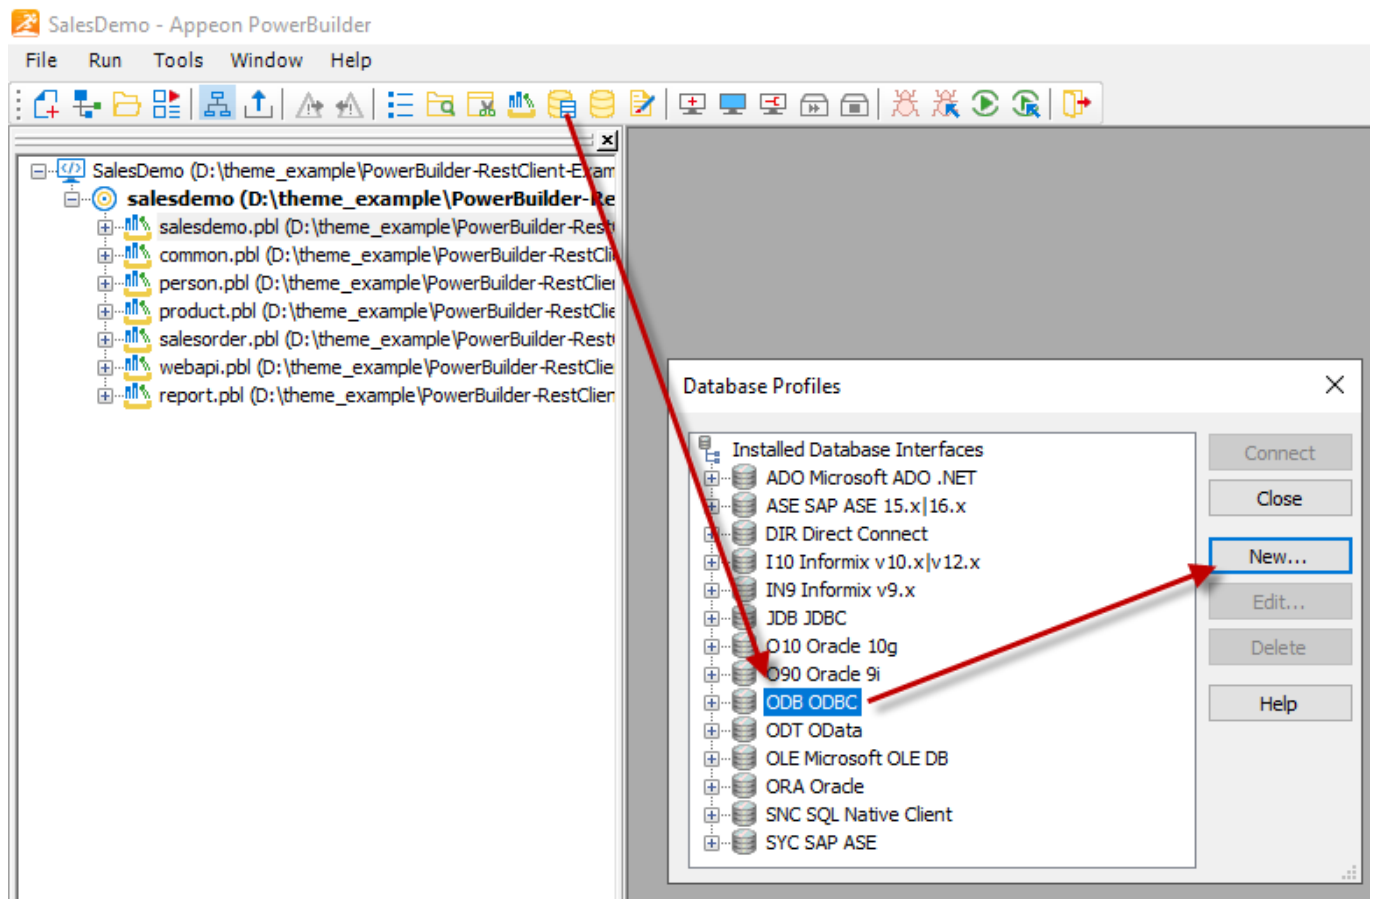 SalesDemo - Appeon PowerBuilder
File Run Tools Window Help
SalesDemo (D:\theme_example\PowerBuilder-RestClient-Exam
salesdemo (D:\theme_example\PowerBuilder-Re
salesdemo.pbl (D:\theme_example\PowerBuilder-Rest
common.pbl (D:\theme_example\PowerBuilder-RestCli
person.pbl (D:\theme_example\PowerBuilder-RestClie
product.pbl (D:\theme_example\PowerBuilder-RestClie
salesorder.pbl (D:\theme_example\PowerBuilder-Rest
webapi.pbl (D:\theme_example\PowerBuilder-RestClie
report.pbl (D:\theme_example\PowerBuilder-RestClien
Database Profiles
Installed Database Interfaces
ADO Microsoft ADO .NET
ASE SAP ASE 15.x|16.x
DIR Direct Connect
I10 Informix v10.x|v12.x
IN9 Informix v9.x
JDB JDBC
O10 Oracle 10g
O90 Oracle 9i
ODB ODBC
ODT OData
OLE Microsoft OLE DB
ORA Oracle
SNC SQL Native Client
SYC SAP ASE
Connect
Close
New...
Edit...
Delete
Help